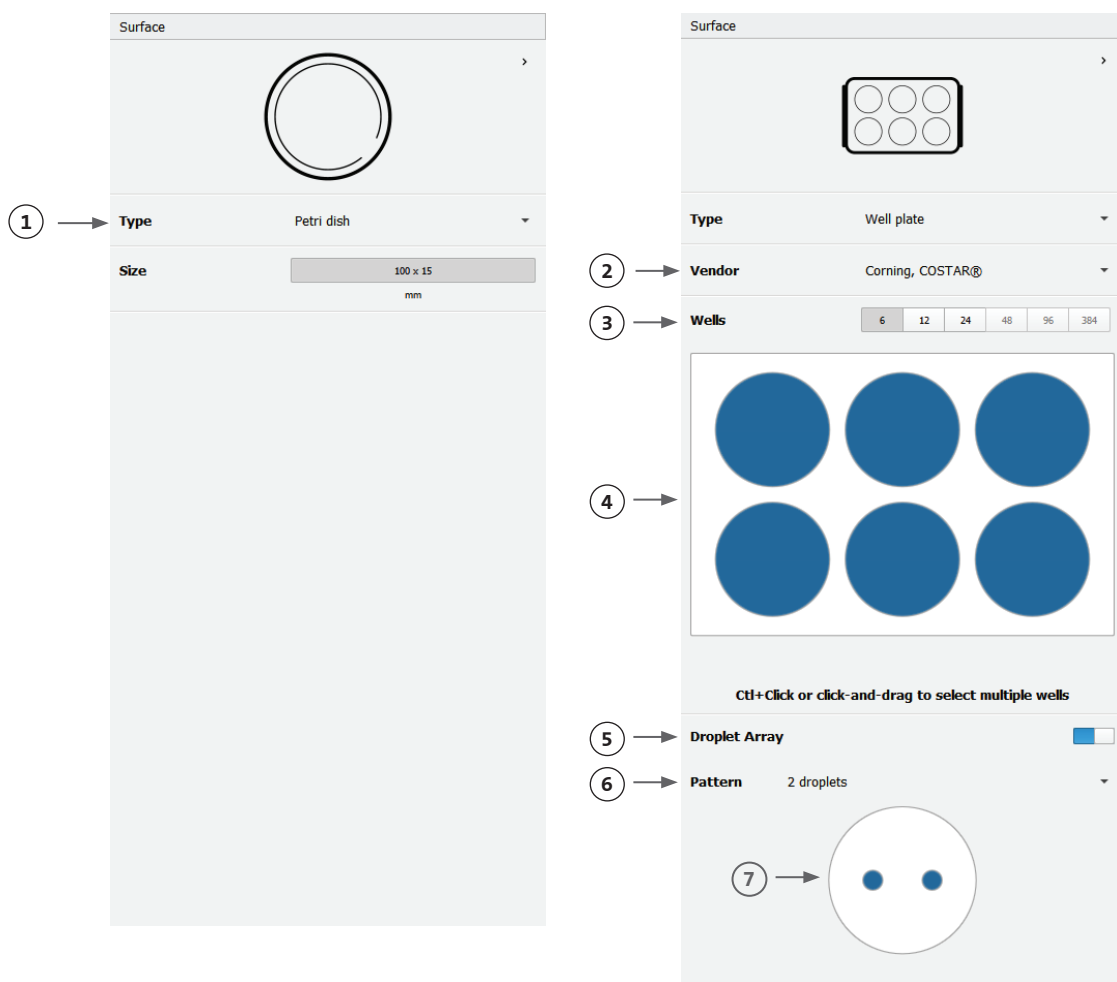 Surface
›
1
Type
Petri dish
Size
100 x 15
mm
Surface
›
Type
Well plate
2
Vendor
Corning, COSTAR®
3
Wells
6 12 24 48 96 384
4
Ctl+Click or click-and-drag to select multiple wells
5
Droplet Array
6
Pattern
2 droplets
7